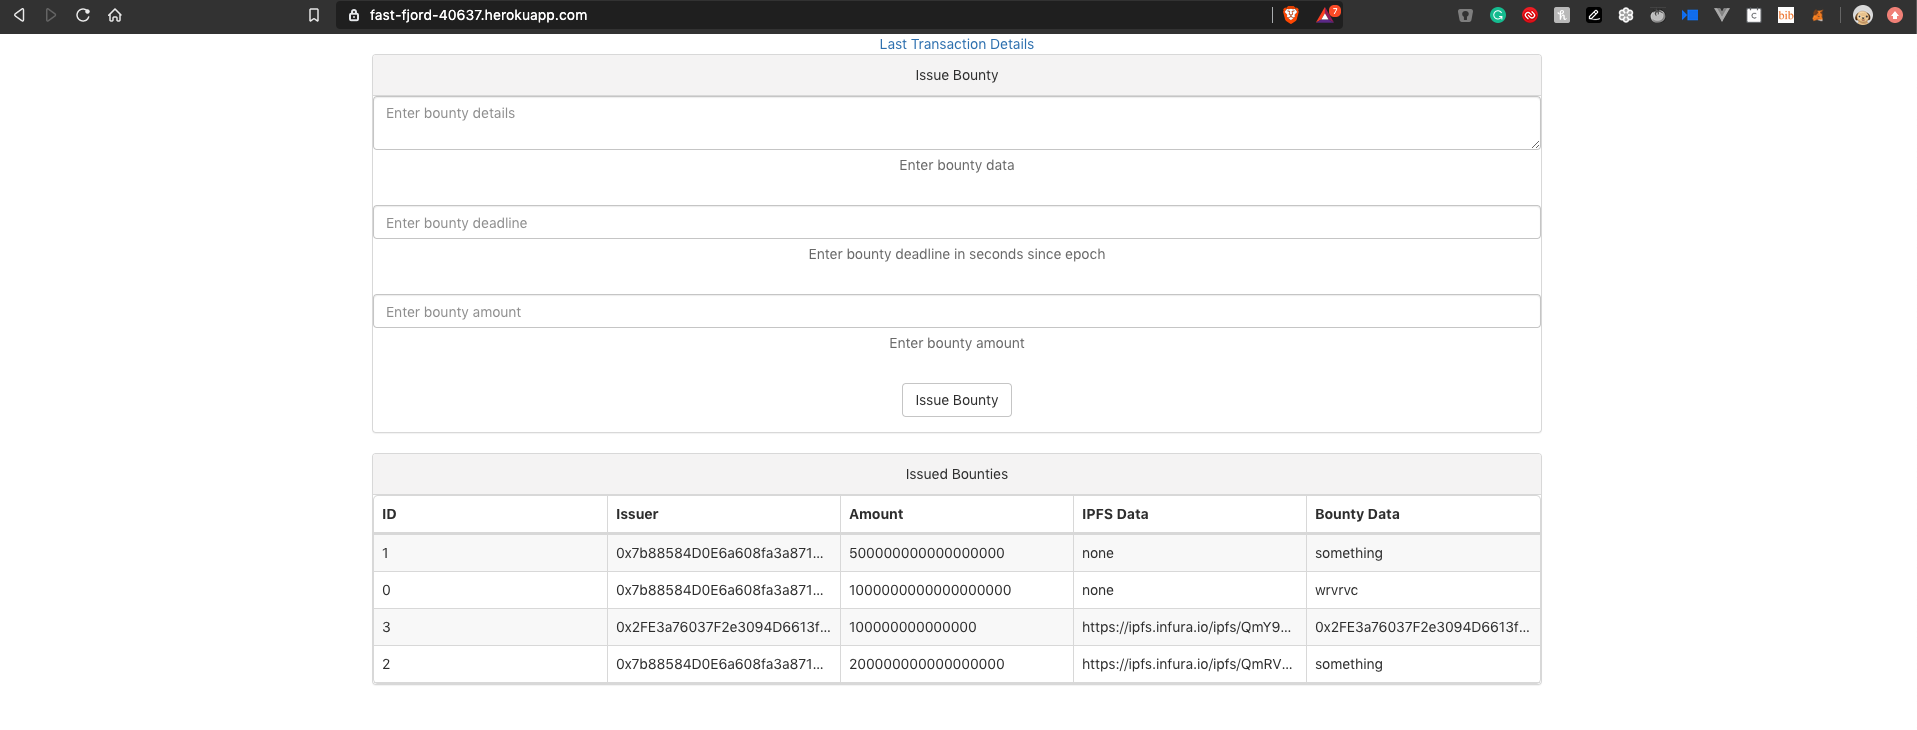 fast-fjord-40637.herokuapp.com
7
bib
Last Transaction Details
Issue Bounty
Enter bounty details
Enter bounty data
Enter bounty deadline
Enter bounty deadline in seconds since epoch
Enter bounty amount
Enter bounty amount
Issue Bounty
Issued Bounties
ID Issuer Amount IPFS Data Bounty Data
1 0x7b88584D0E6a608fa3a871... 500000000000000000 none something
0 0x7b88584D0E6a608fa3a871... 1000000000000000000 none wrvrvc
3 0x2FE3a76037F2e3094D6613f... 100000000000000 https://ipfs.infura.io/ipfs/QmY9... 0x2FE3a76037F2e3094D6613f...
2 0x7b88584D0E6a608fa3a871... 200000000000000000 https://ipfs.infura.io/ipfs/QmRV... something